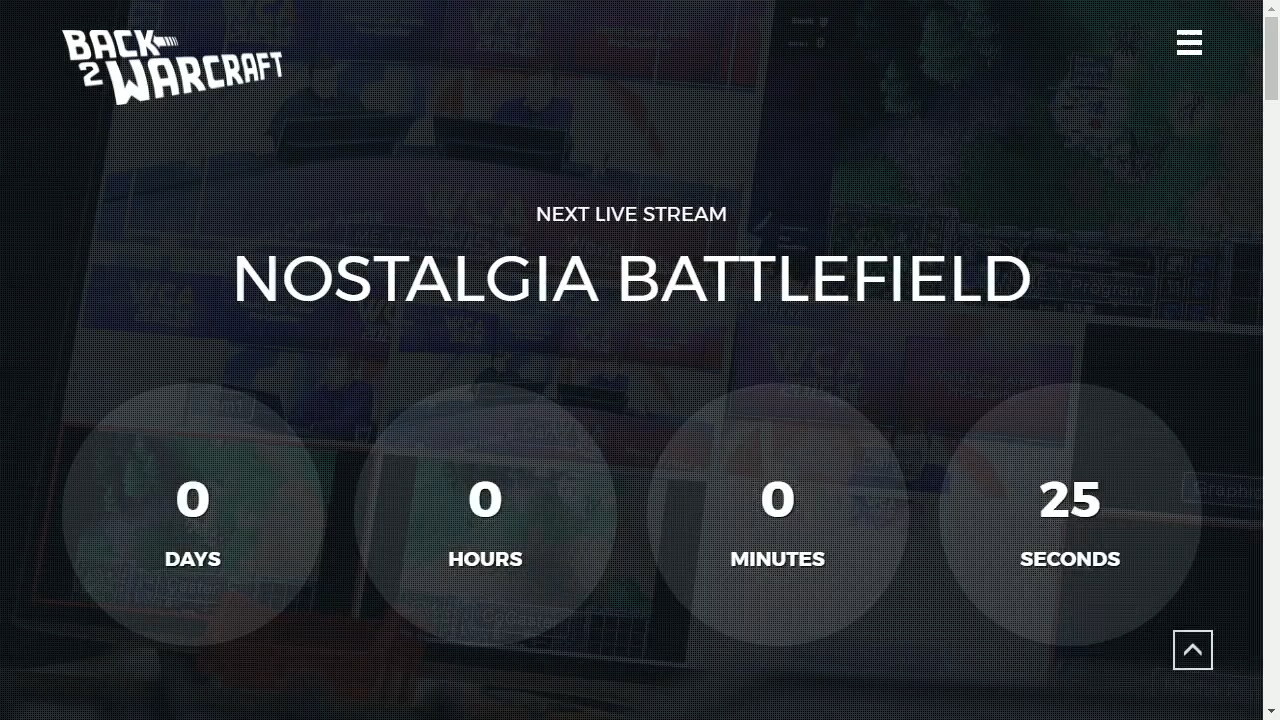 BACK
2 WARCRAFT
NEXT LIVE STREAM
NOSTALGIA BATTLEFIELD
0
0
0
25
DAYS
HOURS
MINUTES
SECONDS